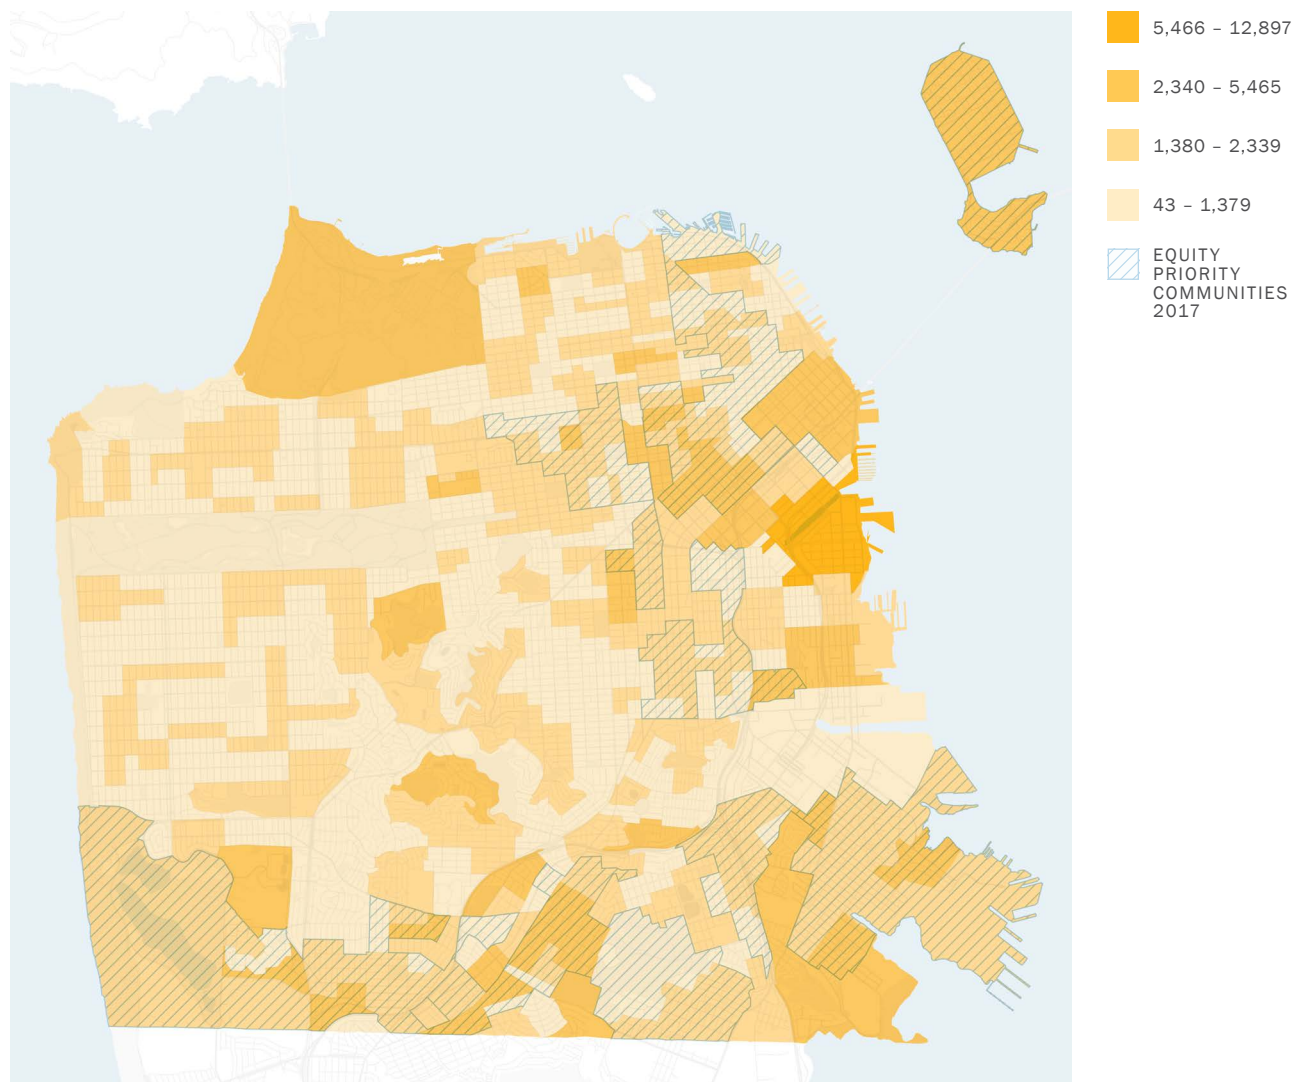 5,466 – 12,897
2,340 – 5,465
1,380 – 2,339
43 – 1,379
EQUITY
PRIORITY
COMMUNITIES
2017